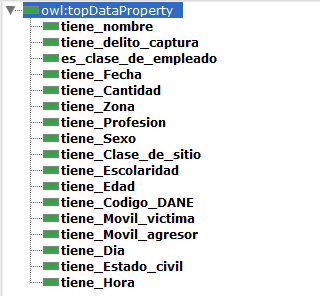 owl:topDataProperty
tiene_nombre
tiene_delito_captura
es_clase_de_empleado
tiene_Fecha
tiene_Cantidad
tiene_Zona
tiene_Profesion
tiene_Sexo
tiene_Clase_de_sitio
tiene_Escolaridad
tiene_Edad
tiene_Codigo_DANE
tiene_Movil_victima
tiene_Movil_agresor
tiene_Dia
tiene_Estado_civil
tiene_Hora